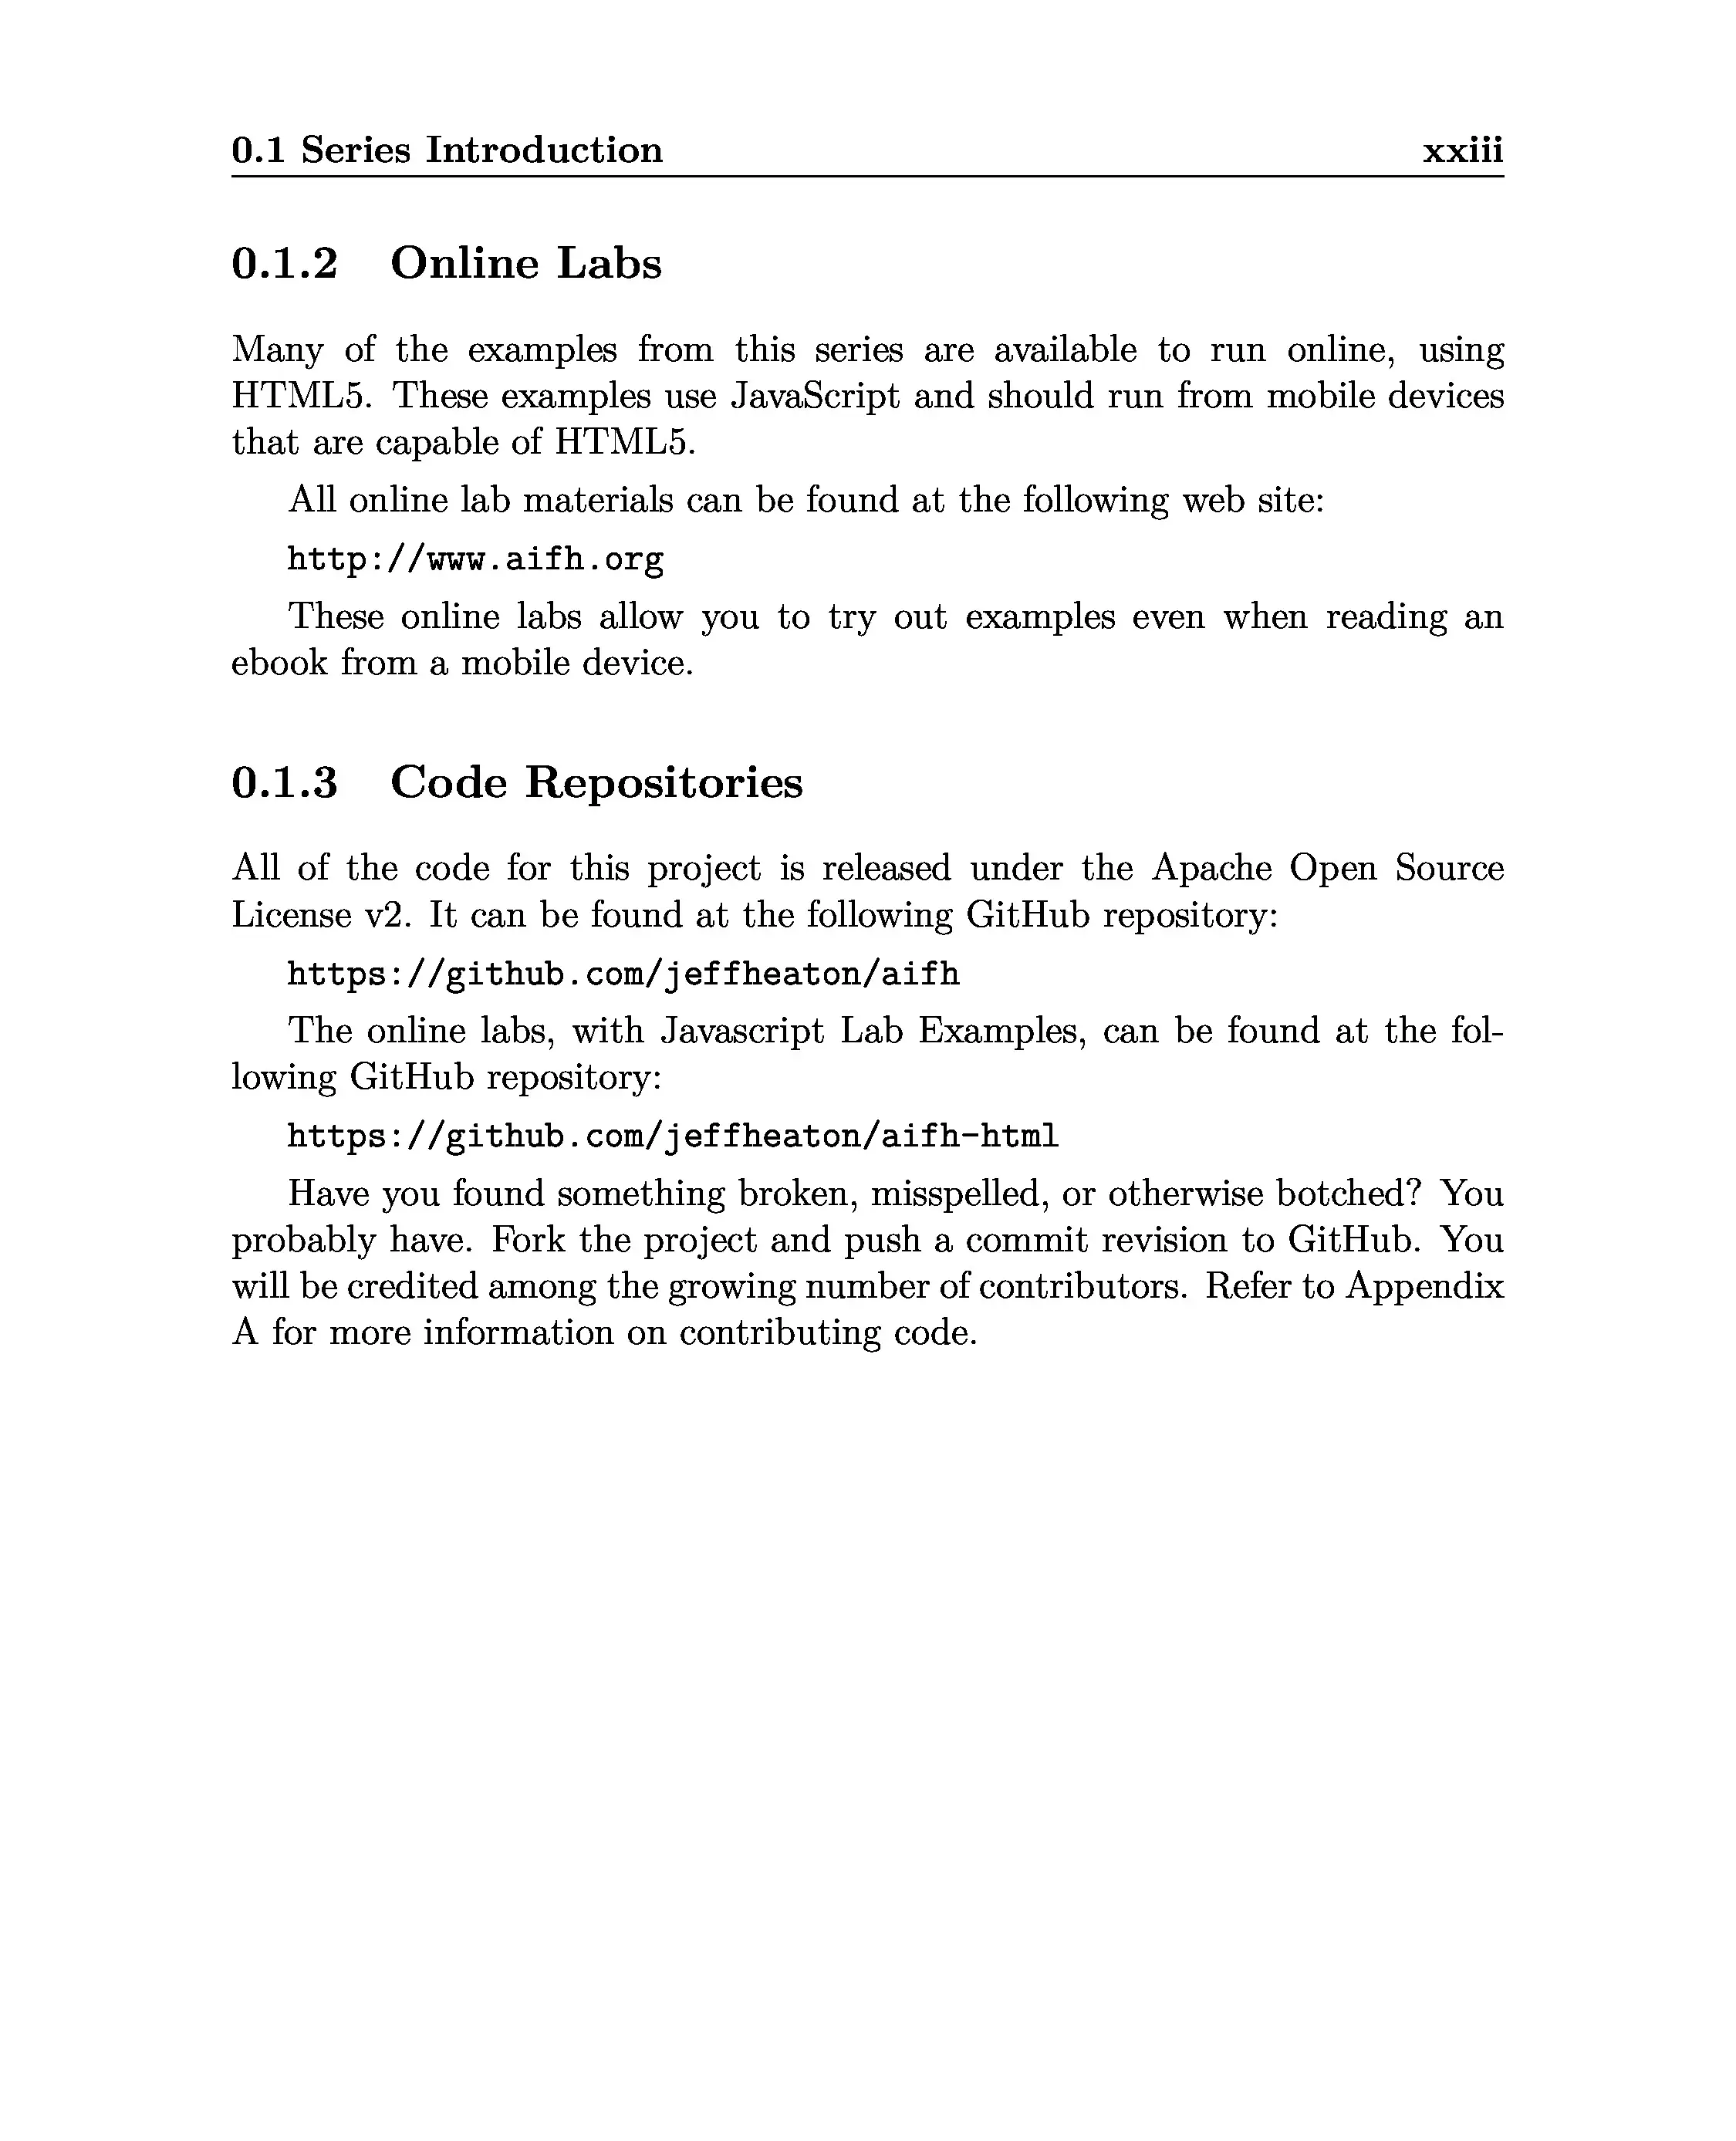 0.1 Series Introduction xxiii
0.1.2 Online Labs
Many of the examples from this series are available to run online, using
HTML5. These examples use JavaScript and should run from mobile devices
that are capable of HTML5.
All online lab materials can be found at the following web site:
http://www.aifh.org
These online labs allow you to try out examples even when reading an
ebook from a mobile device.
0.1.3 Code Repositories
All of the code for this project is released under the Apache Open Source
License v2. It can be found at the following GitHub repository:
https://github.com/jeffheaton/aifh
The online labs, with Javascript Lab Examples, can be found at the fol-
lowing GitHub repository:
https://github.com/jeffheaton/aifh-html
Have you found something broken, misspelled, or otherwise botched? You
probably have. Fork the project and push a commit revision to GitHub. You
will be credited among the growing number of contributors. Refer to Appendix
A for more information on contributing code.